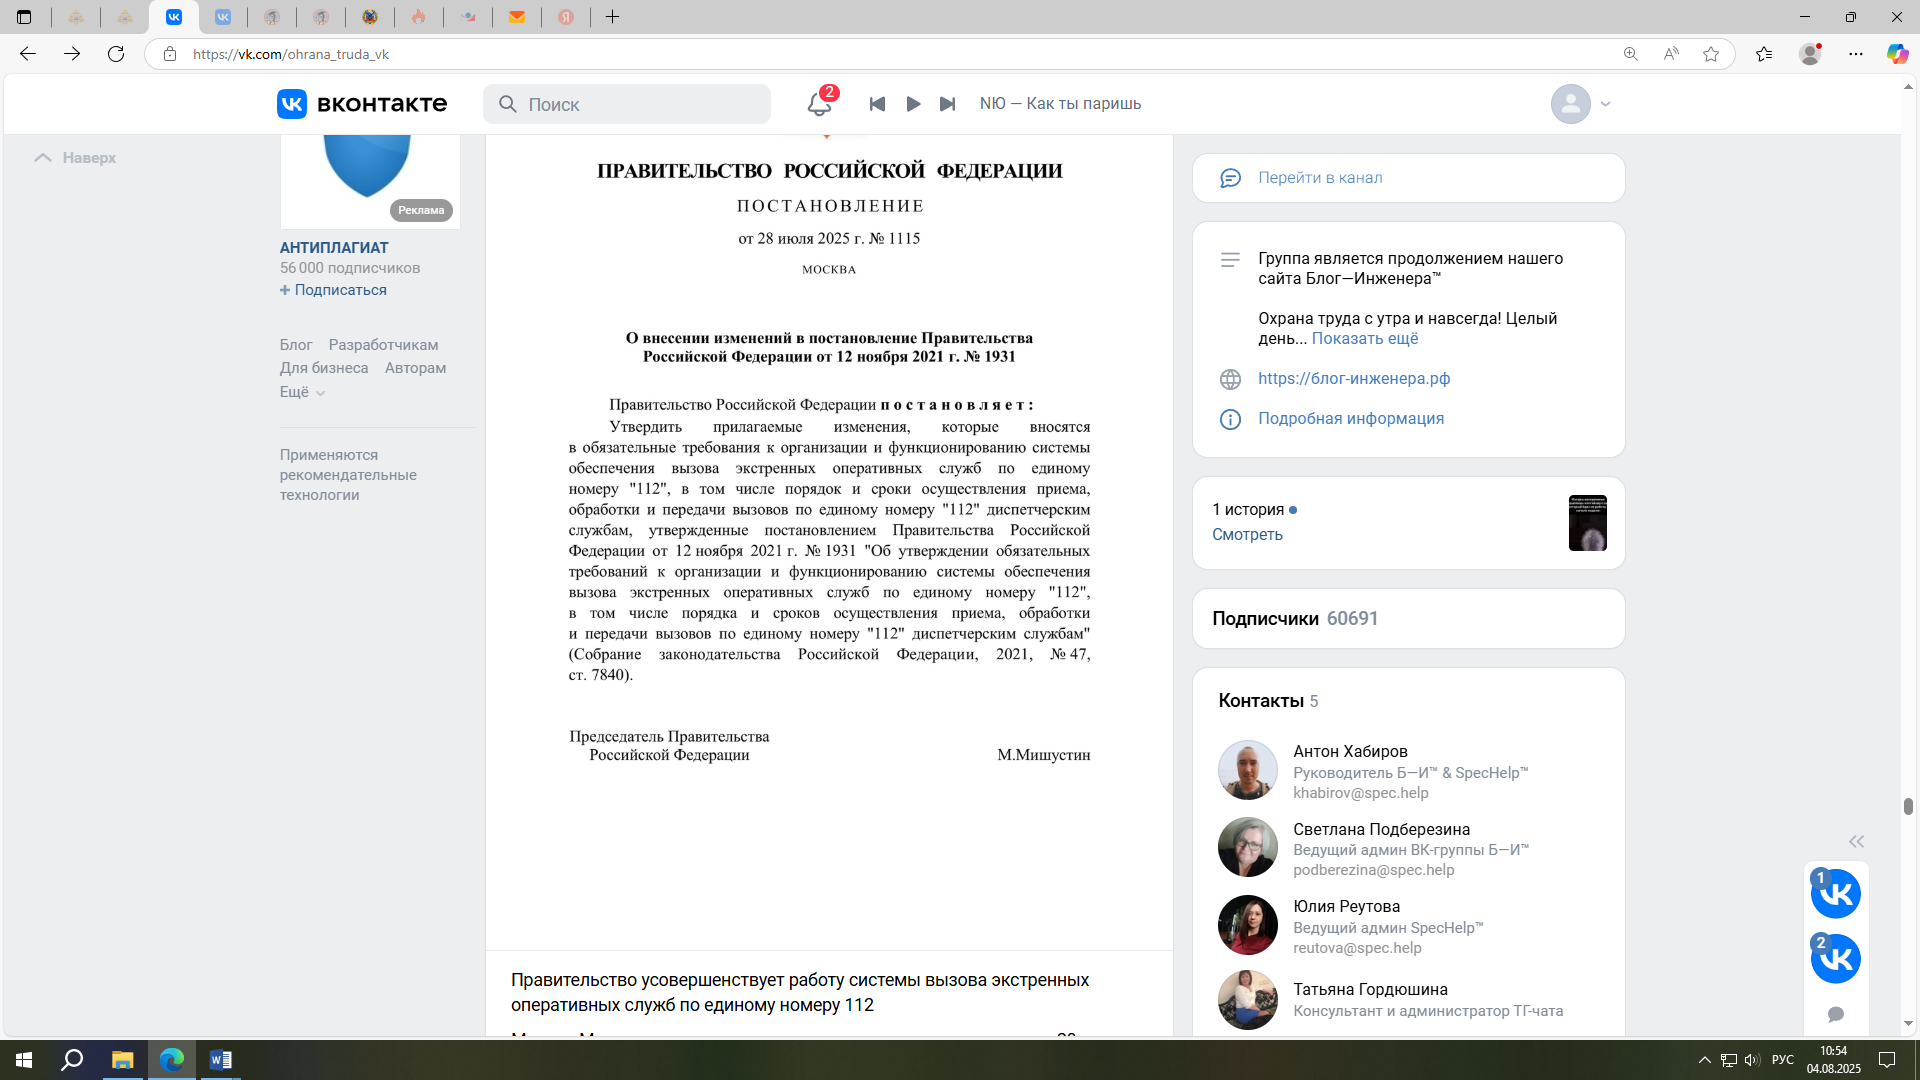 https://vk.com/ohrana_truda_vk
вконтакте
Поиск
2
NЮ — Как ты паришь
Наверх
Реклама
АНТИПЛАГИАТ
56 000 подписчиков
+ Подписаться
Блог Разработчикам
Для бизнеса Авторам
Ещё
Применяются
рекомендательные
технологии
ПРАВИТЕЛЬСТВО РОССИЙСКОЙ ФЕДЕРАЦИИ
ПОСТАНОВЛЕНИЕ
от 28 июля 2025 г. № 1115
МОСКВА
О внесении изменений в постановление Правительства
Российской Федерации от 12 ноября 2021 г. № 1931
Правительство Российской Федерации постановляет:
Утвердить прилагаемые изменения, которые вносятся
в обязательные требования к организации и функционированию системы
обеспечения вызова экстренных оперативных служб по единому
номеру "112", в том числе порядок и сроки осуществления приема,
обработки и передачи вызовов по единому номеру "112" диспетчерским
службам, утвержденные постановлением Правительства Российской
Федерации от 12 ноября 2021 г. № 1931 "Об утверждении обязательных
требований к организации и функционированию системы обеспечения
вызова экстренных оперативных служб по единому номеру "112",
в том числе порядка и сроков осуществления приема, обработки
и передачи вызовов по единому номеру "112" диспетчерским службам"
(Собрание законодательства Российской Федерации, 2021, № 47,
ст. 7840).
Председатель Правительства
Российской Федерации М.Мишустин
Правительство усовершенствует работу системы вызова экстренных
оперативных служб по единому номеру 112
Перейти в канал
Группа является продолжением нашего
сайта Блог—Инженера™
Охрана труда с утра и навсегда! Целый
день... Показать ещё
https://блог-инженера.рф
Подробная информация
1 история
Смотреть
Подписчики 60691
Контакты 5
Антон Хабиров
Руководитель Б—И™ & SpecHelp™
khabirov@spec.help
Светлана Подберезина
Ведущий админ ВК-группы Б—И™
podberezina@spec.help
Юлия Реутова
Ведущий админ SpecHelp™
reutova@spec.help
Татьяна Гордюшина
Консультант и администратор ТГ-чата
1
2
РУС
10:54
04.08.2025